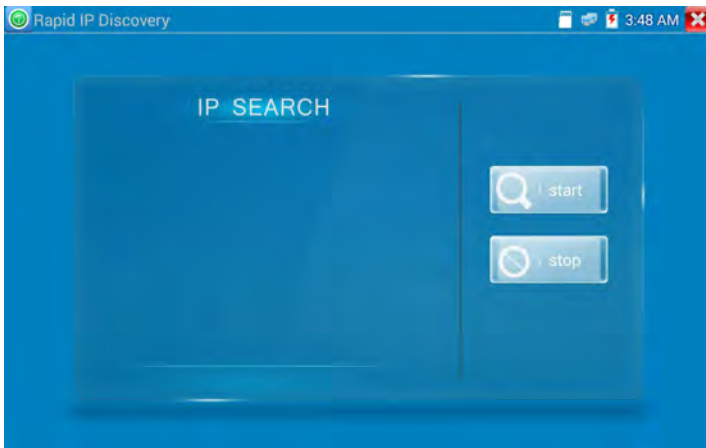 Rapid IP Discovery
3:48 AM
IP SEARCH
start
stop